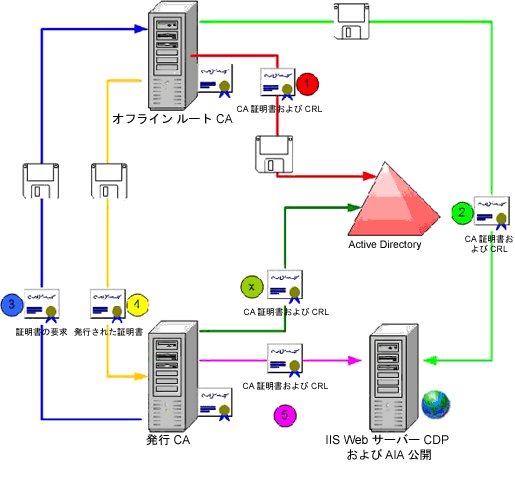 オフライン ルート CA
1
CA 証明書および CRL
2
CA 証明書お
よび CRL
Active Directory
x
CA 証明書および CRL
3
証明書の要求
4
発行された証明書
CA 証明書および CRL
5
発行 CA
IIS Web サーバー CDP
および AIA 公開